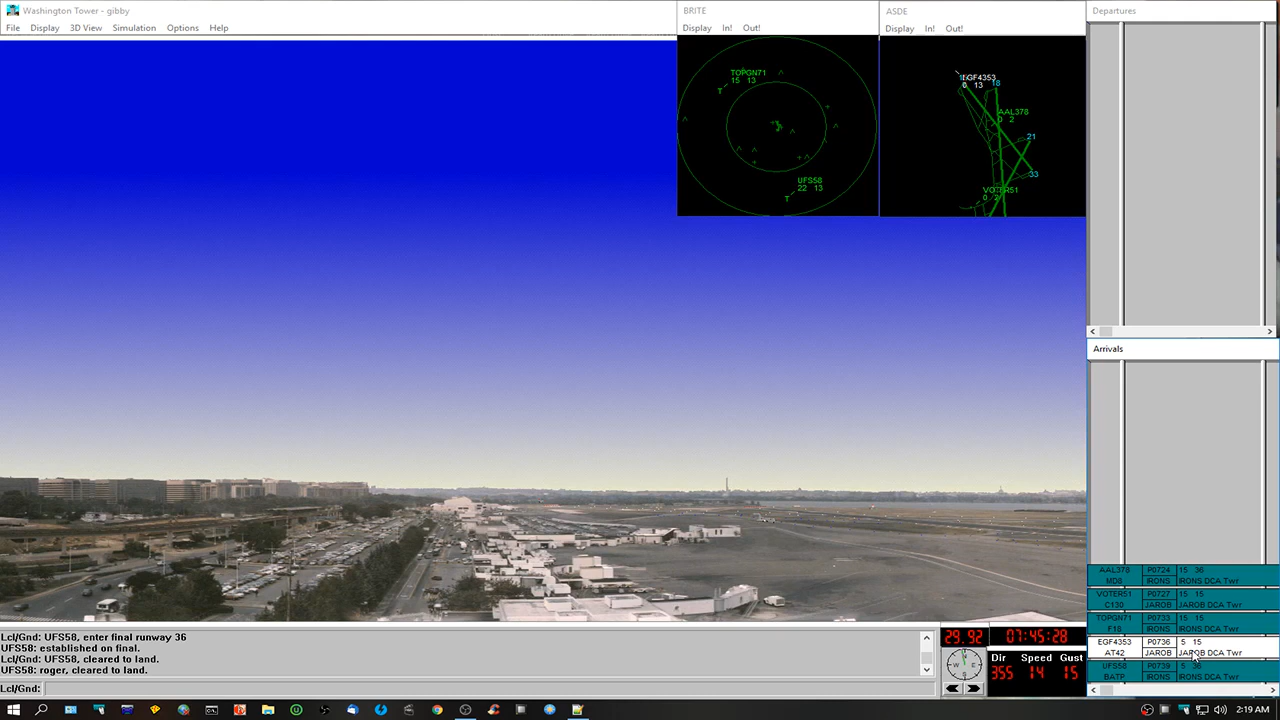 Washington Tower - gibby
File Display 3D View Simulation Options Help
BRITE
Display In! Out!
TOPGN71
15 13
UFS58
22 13
ASDE
Display In! Out!
EGF4353
0 13
18
AAL378
0 2
21
33
VOTER51
0 2
Departures
Arrivals
AAL378 P0724 15 36
MD8 IRONS IRONS DCA Twr
VOTER51 P0727 15 15
C130 JAROB JAROB DCA Twr
TOPGN71 P0733 15 15
F18 IRONS IRONS DCA Twr
EGF4353 P0736 5 15
AT42 JAROB JAROB DCA Twr
UFS58 P0739 5 36
BATP IRONS IRONS DCA Twr
Lcl/Gnd: UFS58, enter final runway 36
UFS58: established on final.
Lcl/Gnd: UFS58, cleared to land.
UFS58: roger, cleared to land.
Lcl/Gnd:
29.92 07:45:28
N
W E
S
Dir Speed Gust
355 14 15
2:19 AM